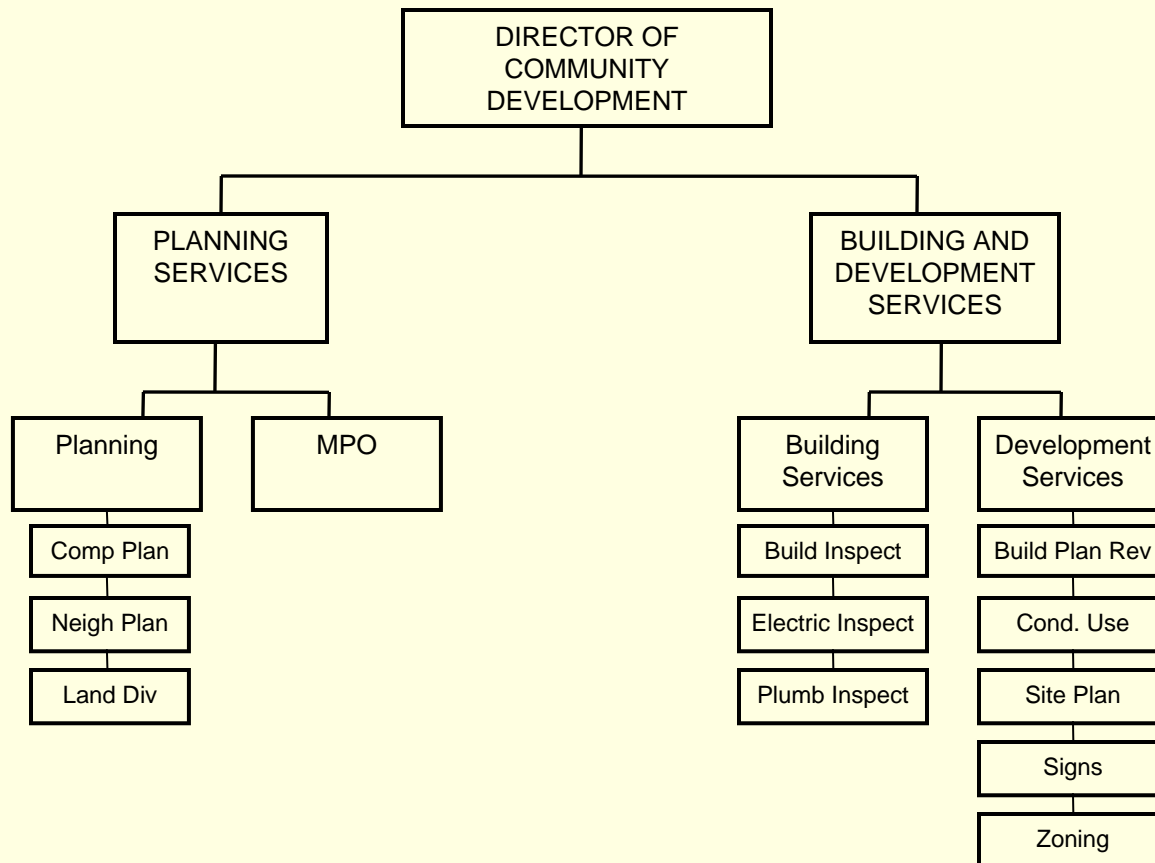 DIRECTOR OF
COMMUNITY
DEVELOPMENT
PLANNING
SERVICES
BUILDING AND
DEVELOPMENT
SERVICES
Planning
MPO
Building
Services
Development
Services
Comp Plan
Neigh Plan
Land Div
Build Inspect
Electric Inspect
Plumb Inspect
Build Plan Rev
Cond. Use
Site Plan
Signs
Zoning